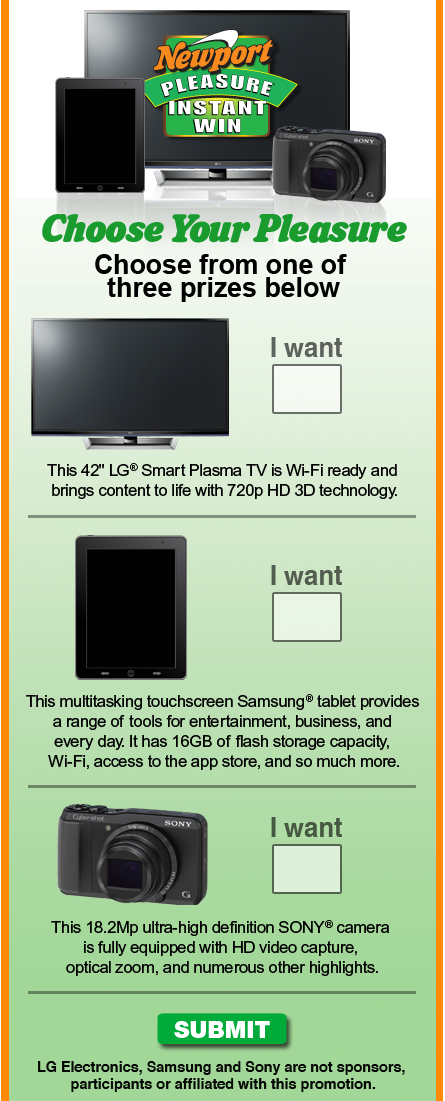 Newport
PLEASURE
INSTANT
WIN
Cyber-shot
SONY
G
Choose Your Pleasure
Choose from one of
three prizes below
I want
This 42" LG® Smart Plasma TV is Wi-Fi ready and
brings content to life with 720p HD 3D technology.
I want
This multitasking touchscreen Samsung® tablet provides
a range of tools for entertainment, business, and
every day. It has 16GB of flash storage capacity,
Wi-Fi, access to the app store, and so much more.
Cyber-shot
SONY
G
I want
This 18.2Mp ultra-high definition SONY® camera
is fully equipped with HD video capture,
optical zoom, and numerous other highlights.
SUBMIT
LG Electronics, Samsung and Sony are not sponsors,
participants or affiliated with this promotion.